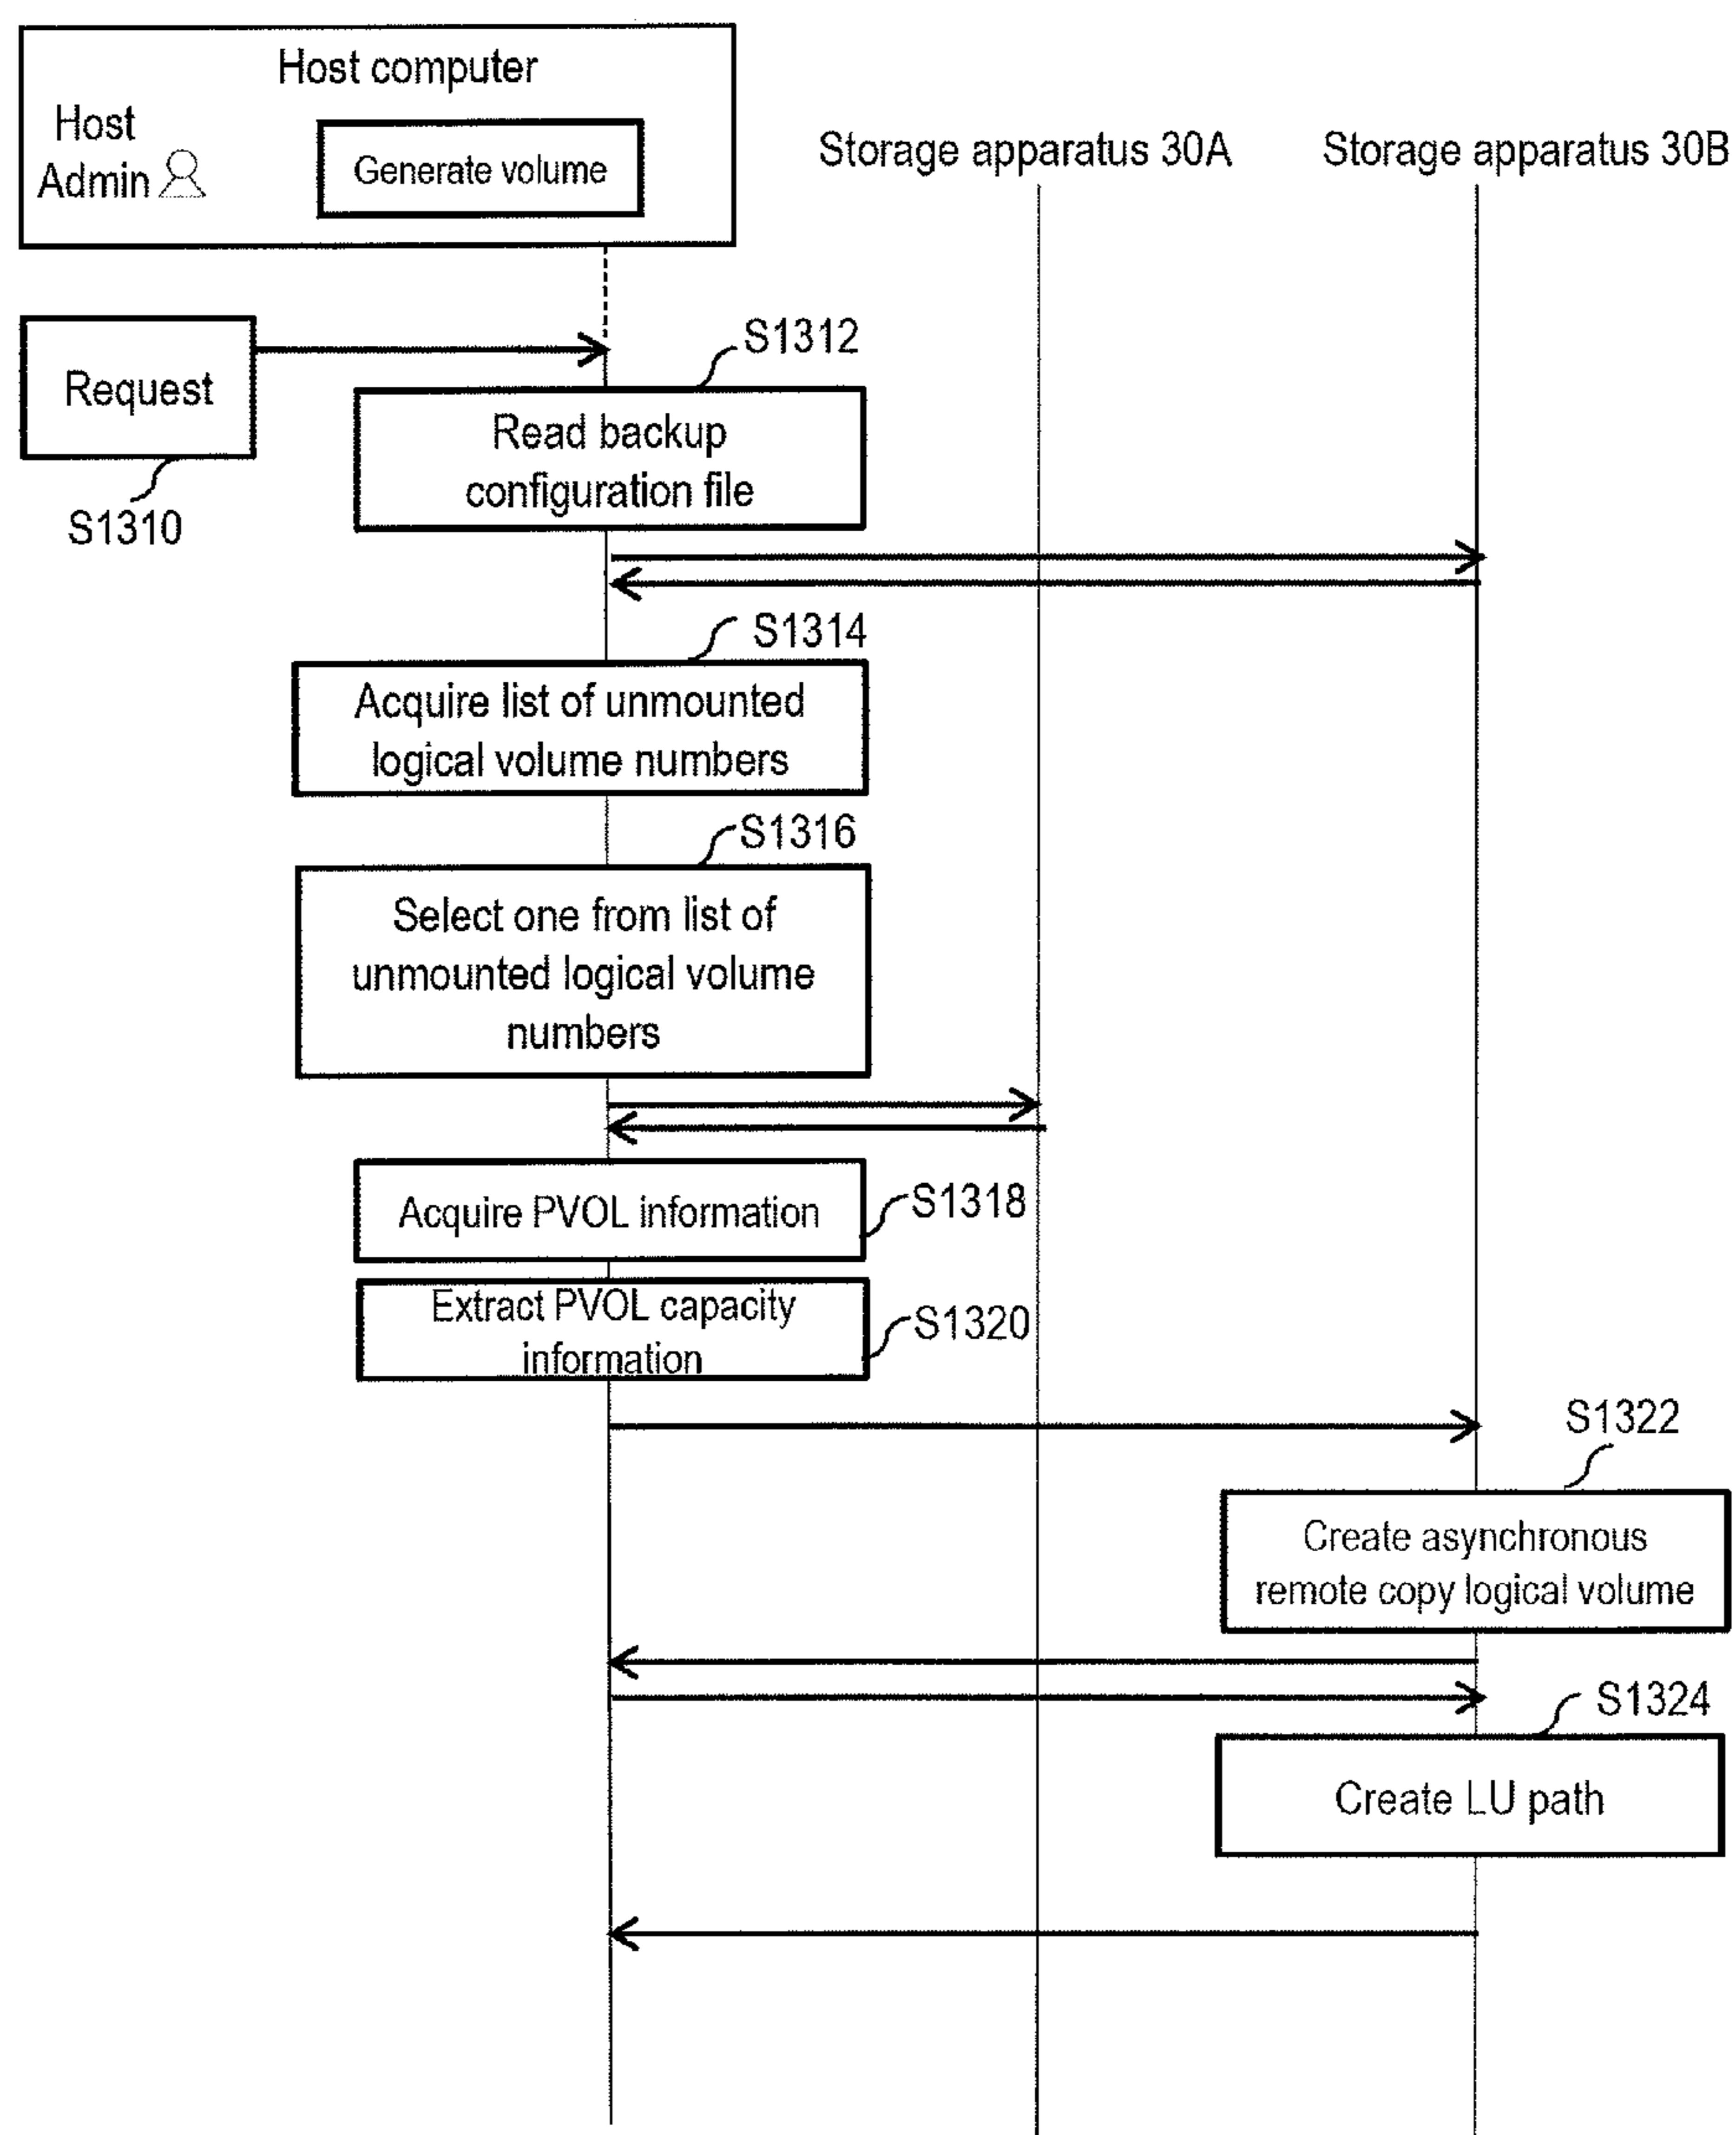 Host computer
Host
Admin
Generate volume
Storage apparatus 30A
Storage apparatus 30B
Request
S1310
S1312
Read backup
configuration file
S1314
Acquire list of unmounted
logical volume numbers
S1316
Select one from list of
unmounted logical volume
numbers
Acquire PVOL information
S1318
Extract PVOL capacity
information
S1320
S1322
Create asynchronous
remote copy logical volume
S1324
Create LU path